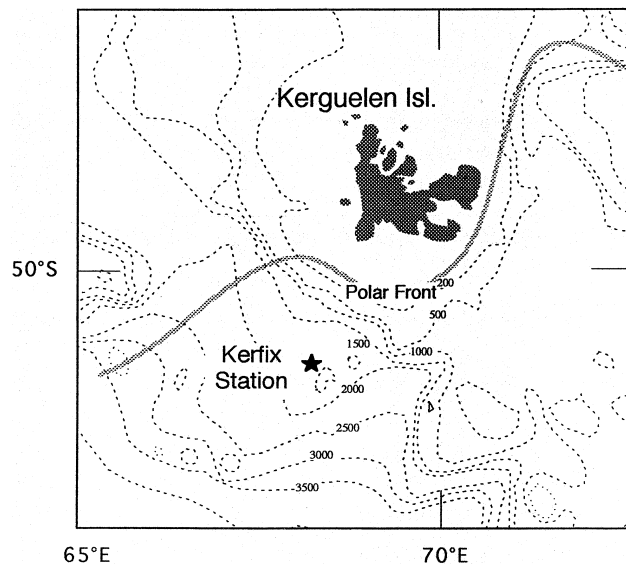 Kerguelen Isl.
50°S
Polar Front
200
500
1500
1000
Kerfix
Station
2000
2500
3000
3500
65°E
70°E